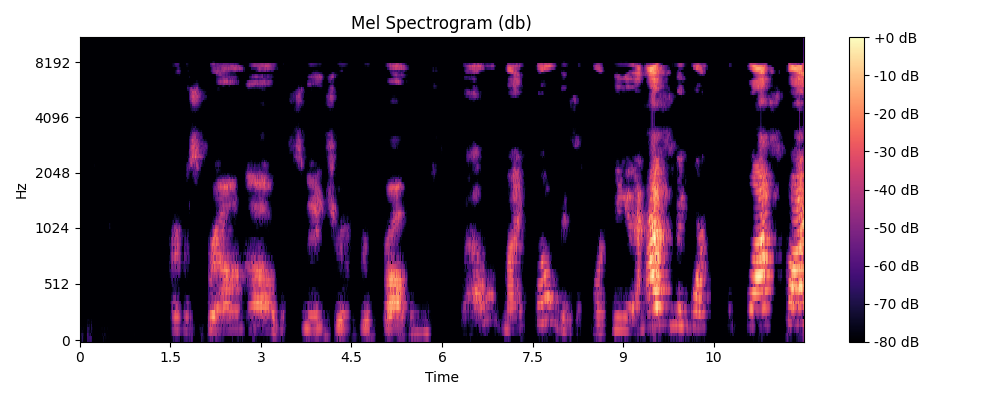 Mel Spectrogram (db)
Hz
8192
4096
2048
1024
512
0
0 1.5 3 4.5 6 7.5 9 10
Time
+0 dB
-10 dB
-20 dB
-30 dB
-40 dB
-50 dB
-60 dB
-70 dB
-80 dB